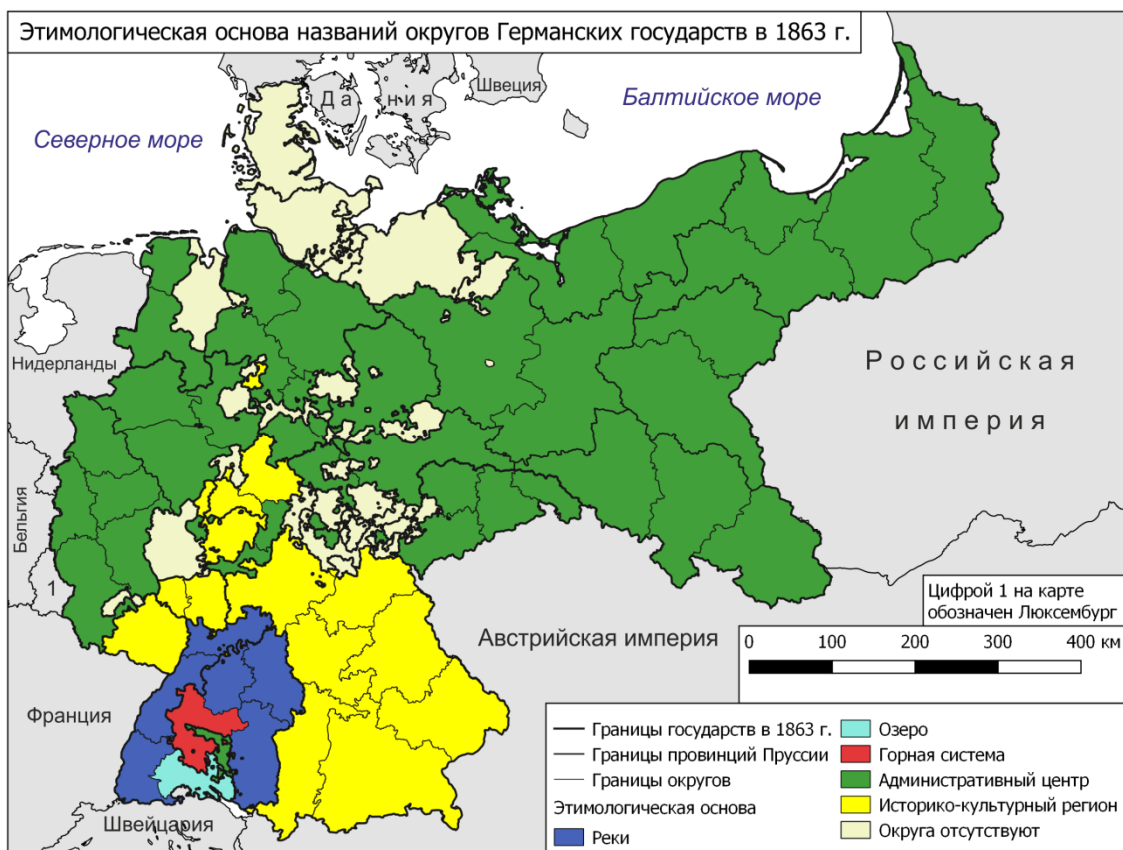 Этимологическая основа названий округов Германских государств в 1863 г.
Швеция
Д а н и я
Балтийское море
Северное море
Нидерланды
Российская
империя
Бельгия
1
Цифрой 1 на карте
обозначен Люксембург
Австрийская империя
0 100 200 300 400 км
Франция
Швейцария
Границы государств в 1863 г.
Границы провинций Пруссии
Границы округов
Этимологическая основа
Реки
Озеро
Горная система
Административный центр
Историко-культурный регион
Округа отсутствуют